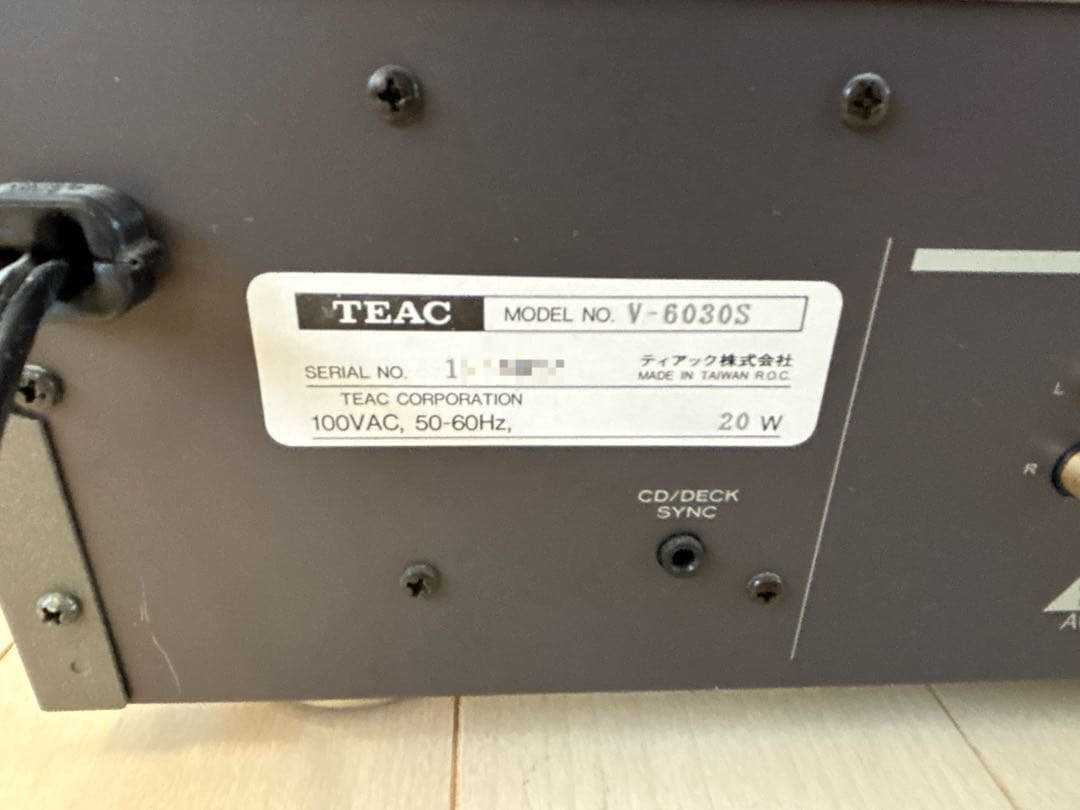 TEAC MODEL NO. V-6030S
SERIAL NO. 1
ティアック株式会社
MADE IN TAIWAN R.O.C.
TEAC CORPORATION
100VAC, 50-60Hz, 20 W
CD/DECK
SYNC
L
R